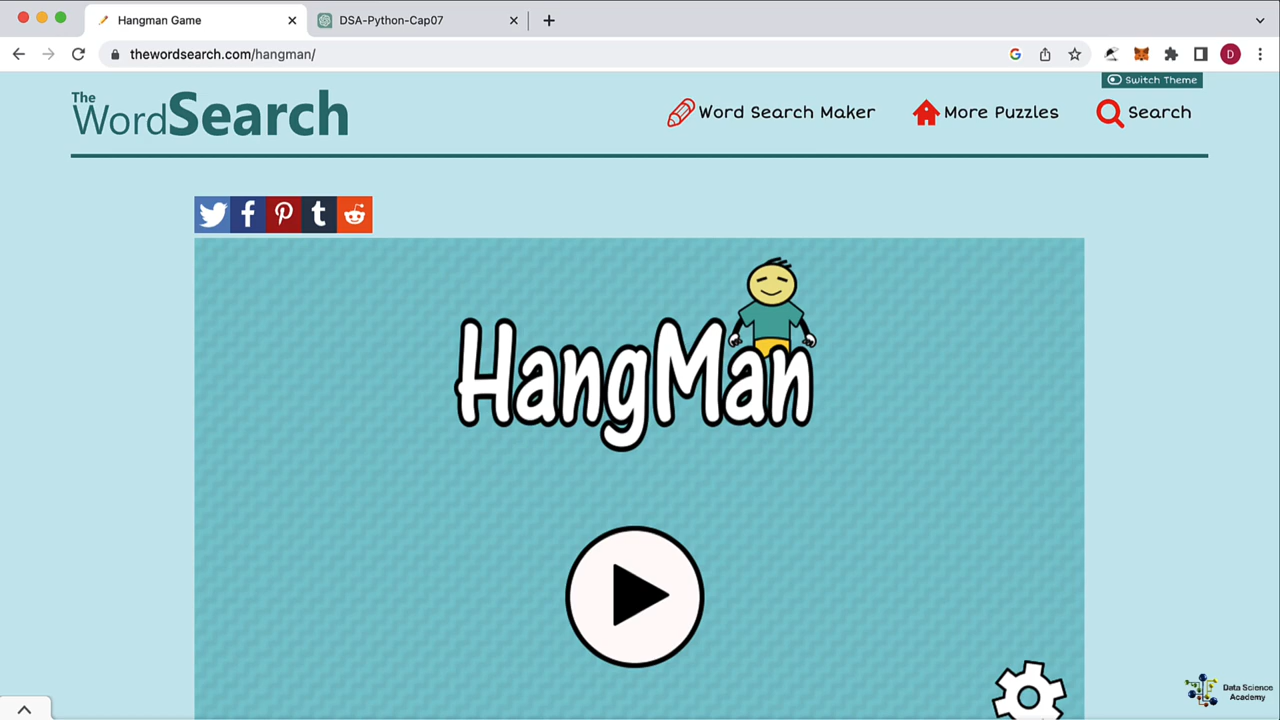 Hangman Game
DSA-Python-Cap07
thewordsearch.com/hangman/
D
Switch Theme
The
WordSearch
Word Search Maker
More Puzzles
Search
HangMan
Data Science
Academy